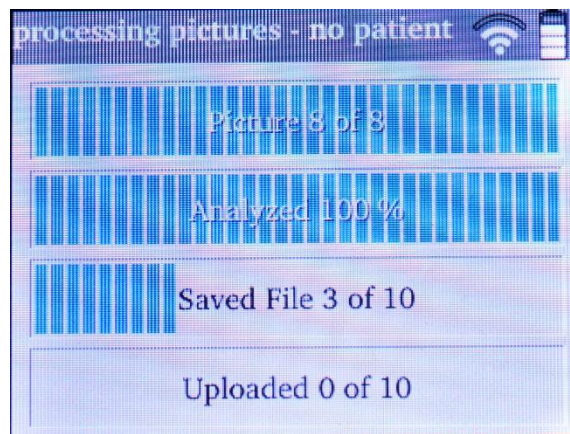 processing pictures - no patient
Picture 8 of 8
Analyzed 100 %
Saved File 3 of 10
Uploaded 0 of 10